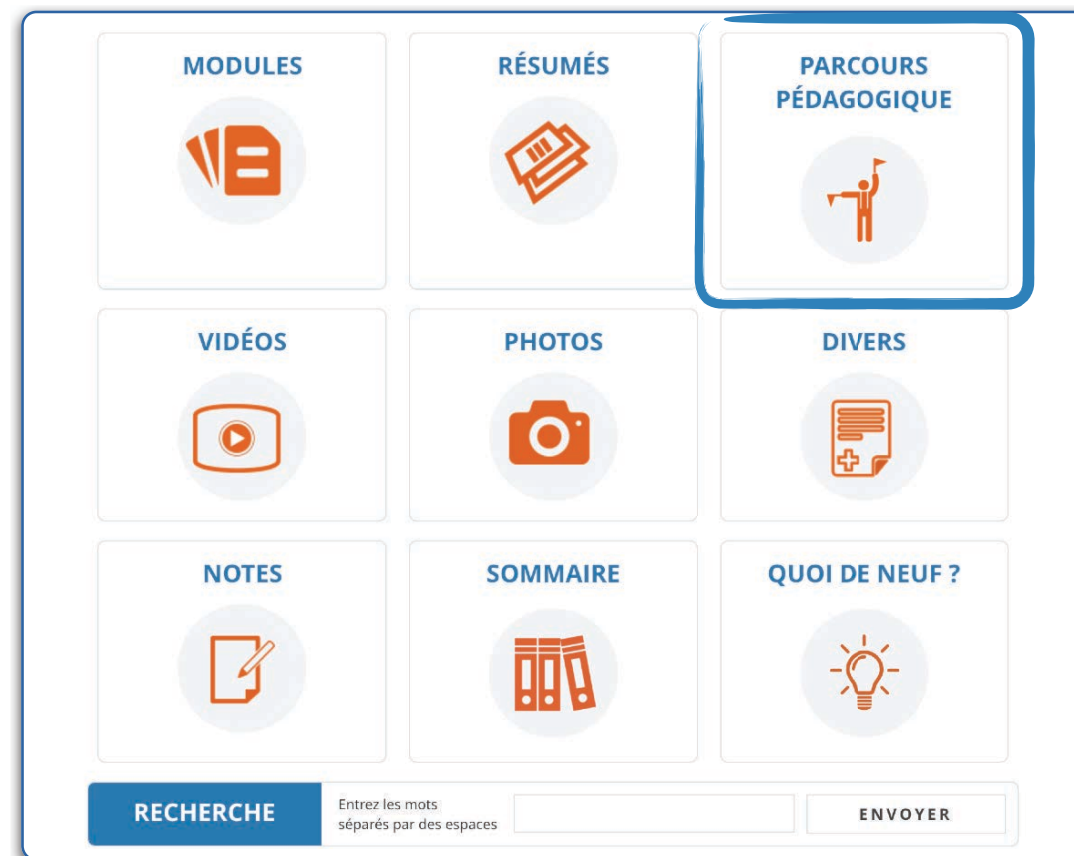 MODULES
RÉSUMÉS
PARCOURS
PÉDAGOGIQUE
VIDÉOS
PHOTOS
DIVERS
NOTES
SOMMAIRE
QUOI DE NEUF ?
RECHERCHE
Entrez les mots
séparés par des espaces
ENVOYER